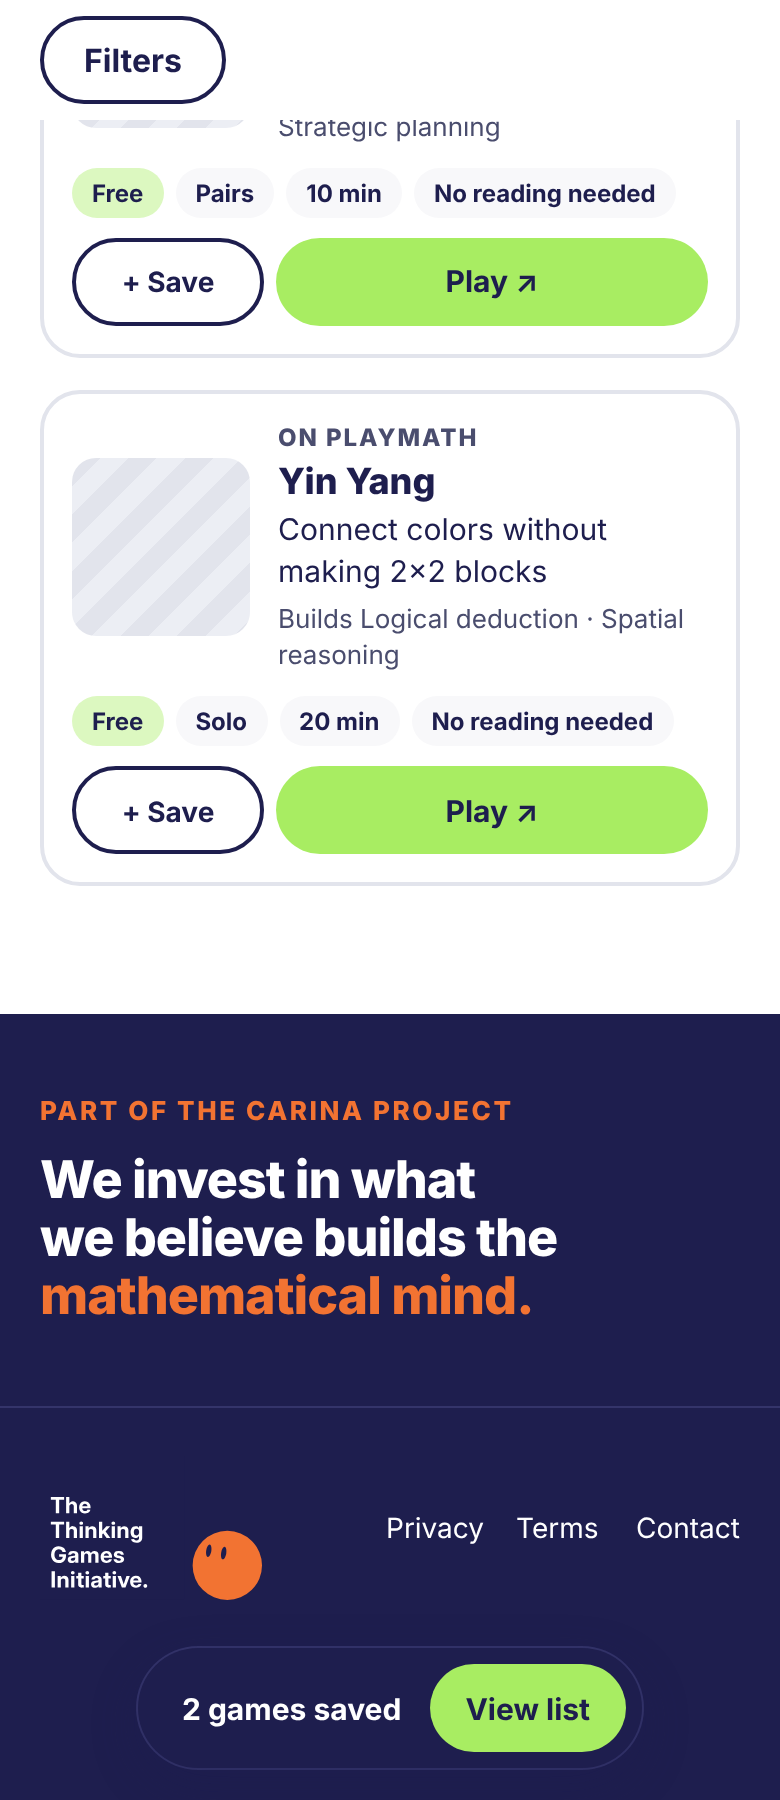 Filters
Strategic planning
Free
Pairs
10 min
No reading needed
+ Save
Play ↗
ON PLAYMATH
Yin Yang
Connect colors without
making 2×2 blocks
Builds Logical deduction · Spatial
reasoning
Free
Solo
20 min
No reading needed
+ Save
Play ↗
PART OF THE CARINA PROJECT
We invest in what
we believe builds the
mathematical mind.
The
Thinking
Games
Initiative.
Privacy
Terms
Contact
2 games saved
View list